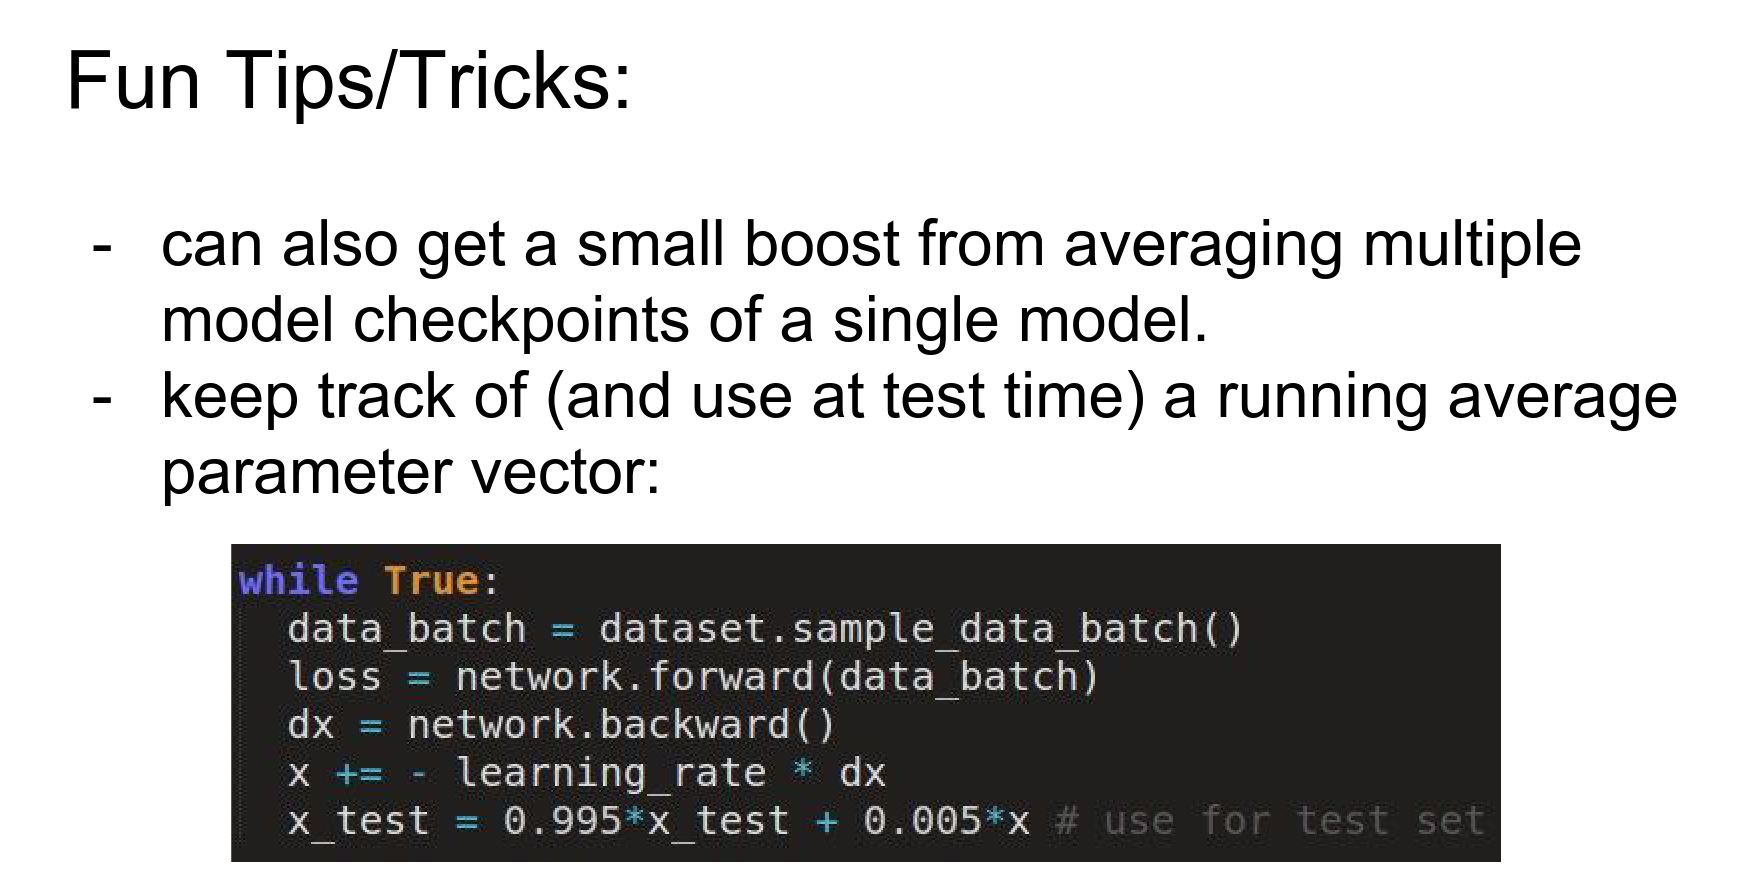 Fun Tips/Tricks:
- can also get a small boost from averaging multiple
model checkpoints of a single model.
- keep track of (and use at test time) a running average
parameter vector:
while True:
  data_batch = dataset.sample_data_batch()
  loss = network.forward(data_batch)
  dx = network.backward()
  x += - learning_rate * dx
  x_test = 0.995*x_test + 0.005*x # use for test set